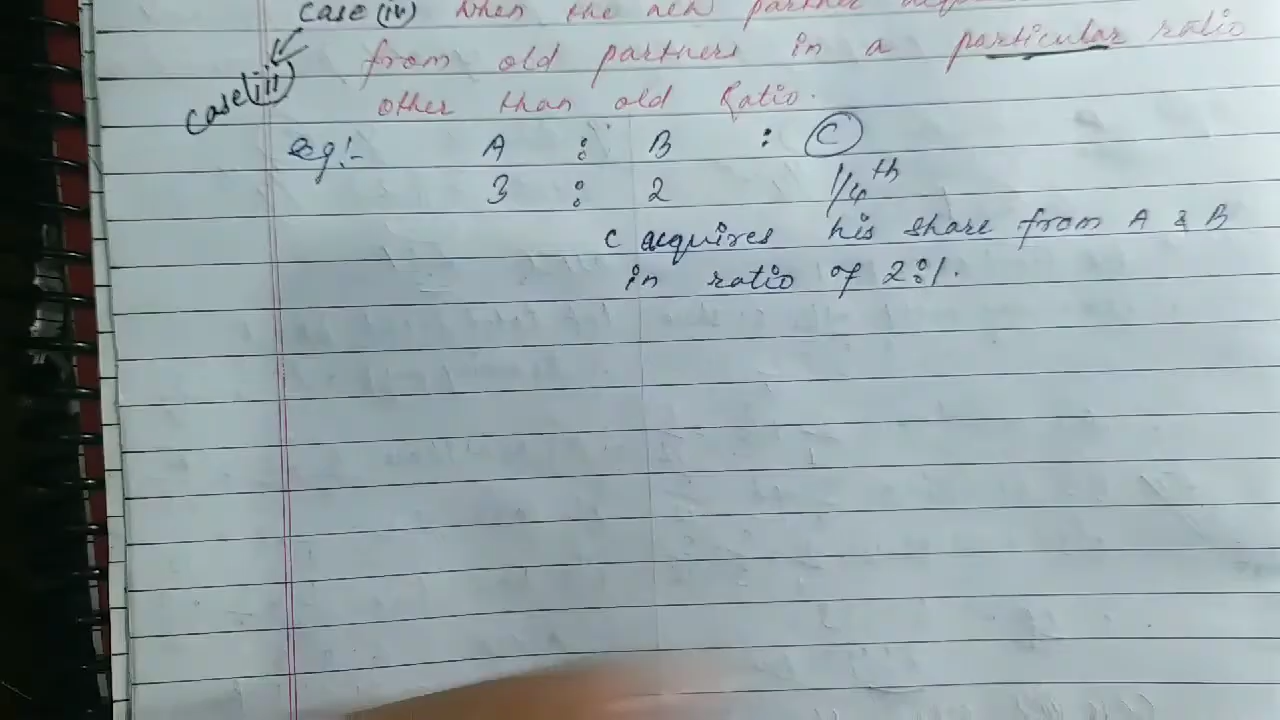 Case (iv) When the new partner
Case (iii) from old partners in a particular ratio
other than old Ratio.
eg:- A : B : C
3 : 2 1/4th
C acquires his share from A & B
in ratio of 2:1.